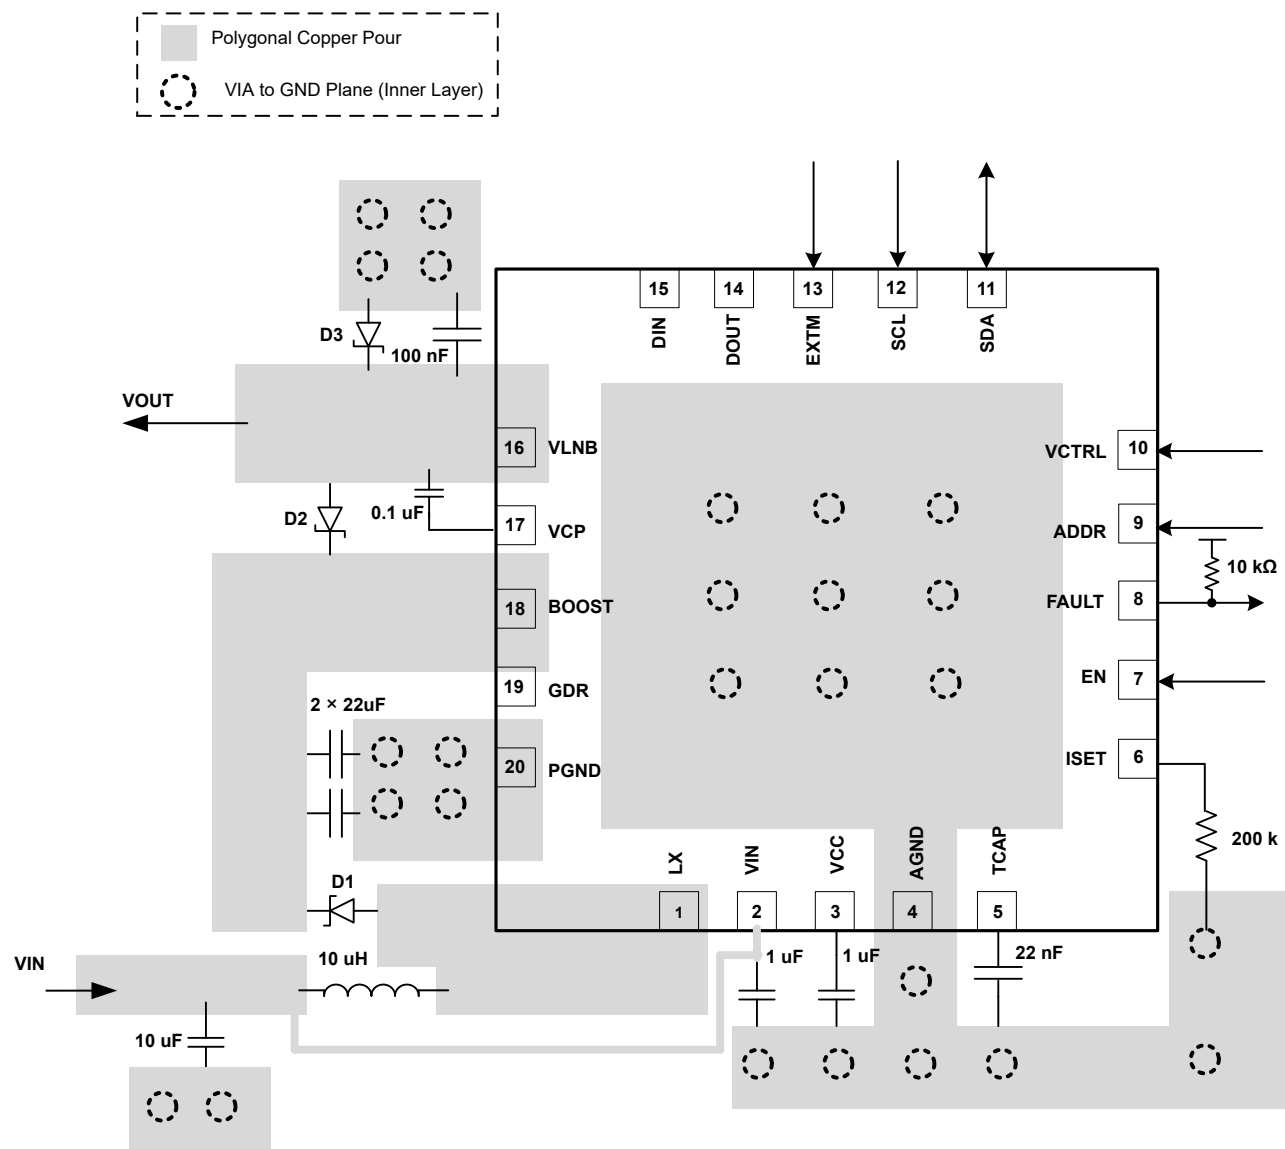 Polygonal Copper Pour
VIA to GND Plane (Inner Layer)
15
14
13
12
11
DIN
DOUT
EXTM
SCL
SDA
D3
100 nF
VOUT
16
VLNB
D2
0.1 uF
17
VCP
18
BOOST
19
GDR
2 × 22uF
20
PGND
VCTRL
10
ADDR
9
10 kΩ
FAULT
8
EN
7
ISET
6
200 k
LX
VIN
VCC
AGND
TCAP
D1
1
2
3
4
5
VIN
10 uH
1 uF
1 uF
22 nF
10 uF